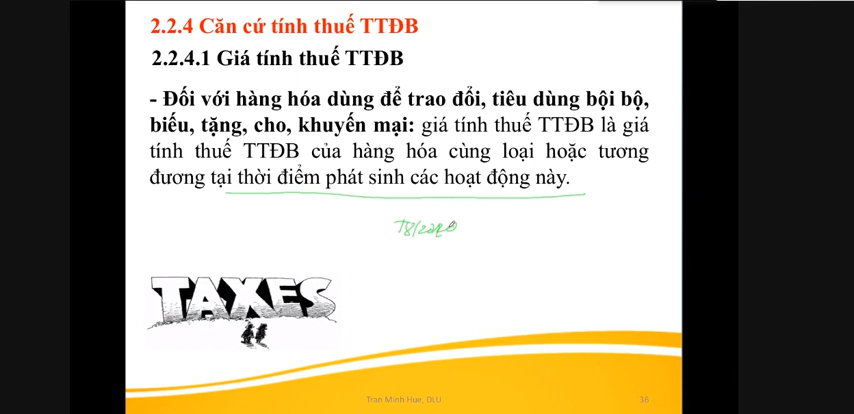 2.2.4 Căn cứ tính thuế TTĐB
2.2.4.1 Giá tính thuế TTĐB
- Đối với hàng hóa dùng để trao đổi, tiêu dùng bội bộ,
biếu, tặng, cho, khuyến mại: giá tính thuế TTĐB là giá
tính thuế TTĐB của hàng hóa cùng loại hoặc tương
đương tại thời điểm phát sinh các hoạt động này.
TAXES
Tran Minh Hue, DLU
36